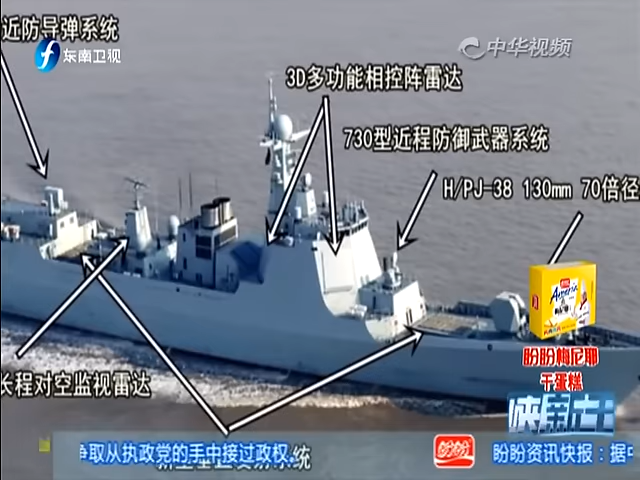 近防导弹系统
东南卫视
中华视频
3D多功能相控阵雷达
730型近程防御武器系统
H/PJ-38 130mm 70倍径
长程对空监视雷达
盼盼梅尼耶
干蛋糕
争取从执政党的手中接过政权。
盼盼
盼盼资讯快报：据中
系统